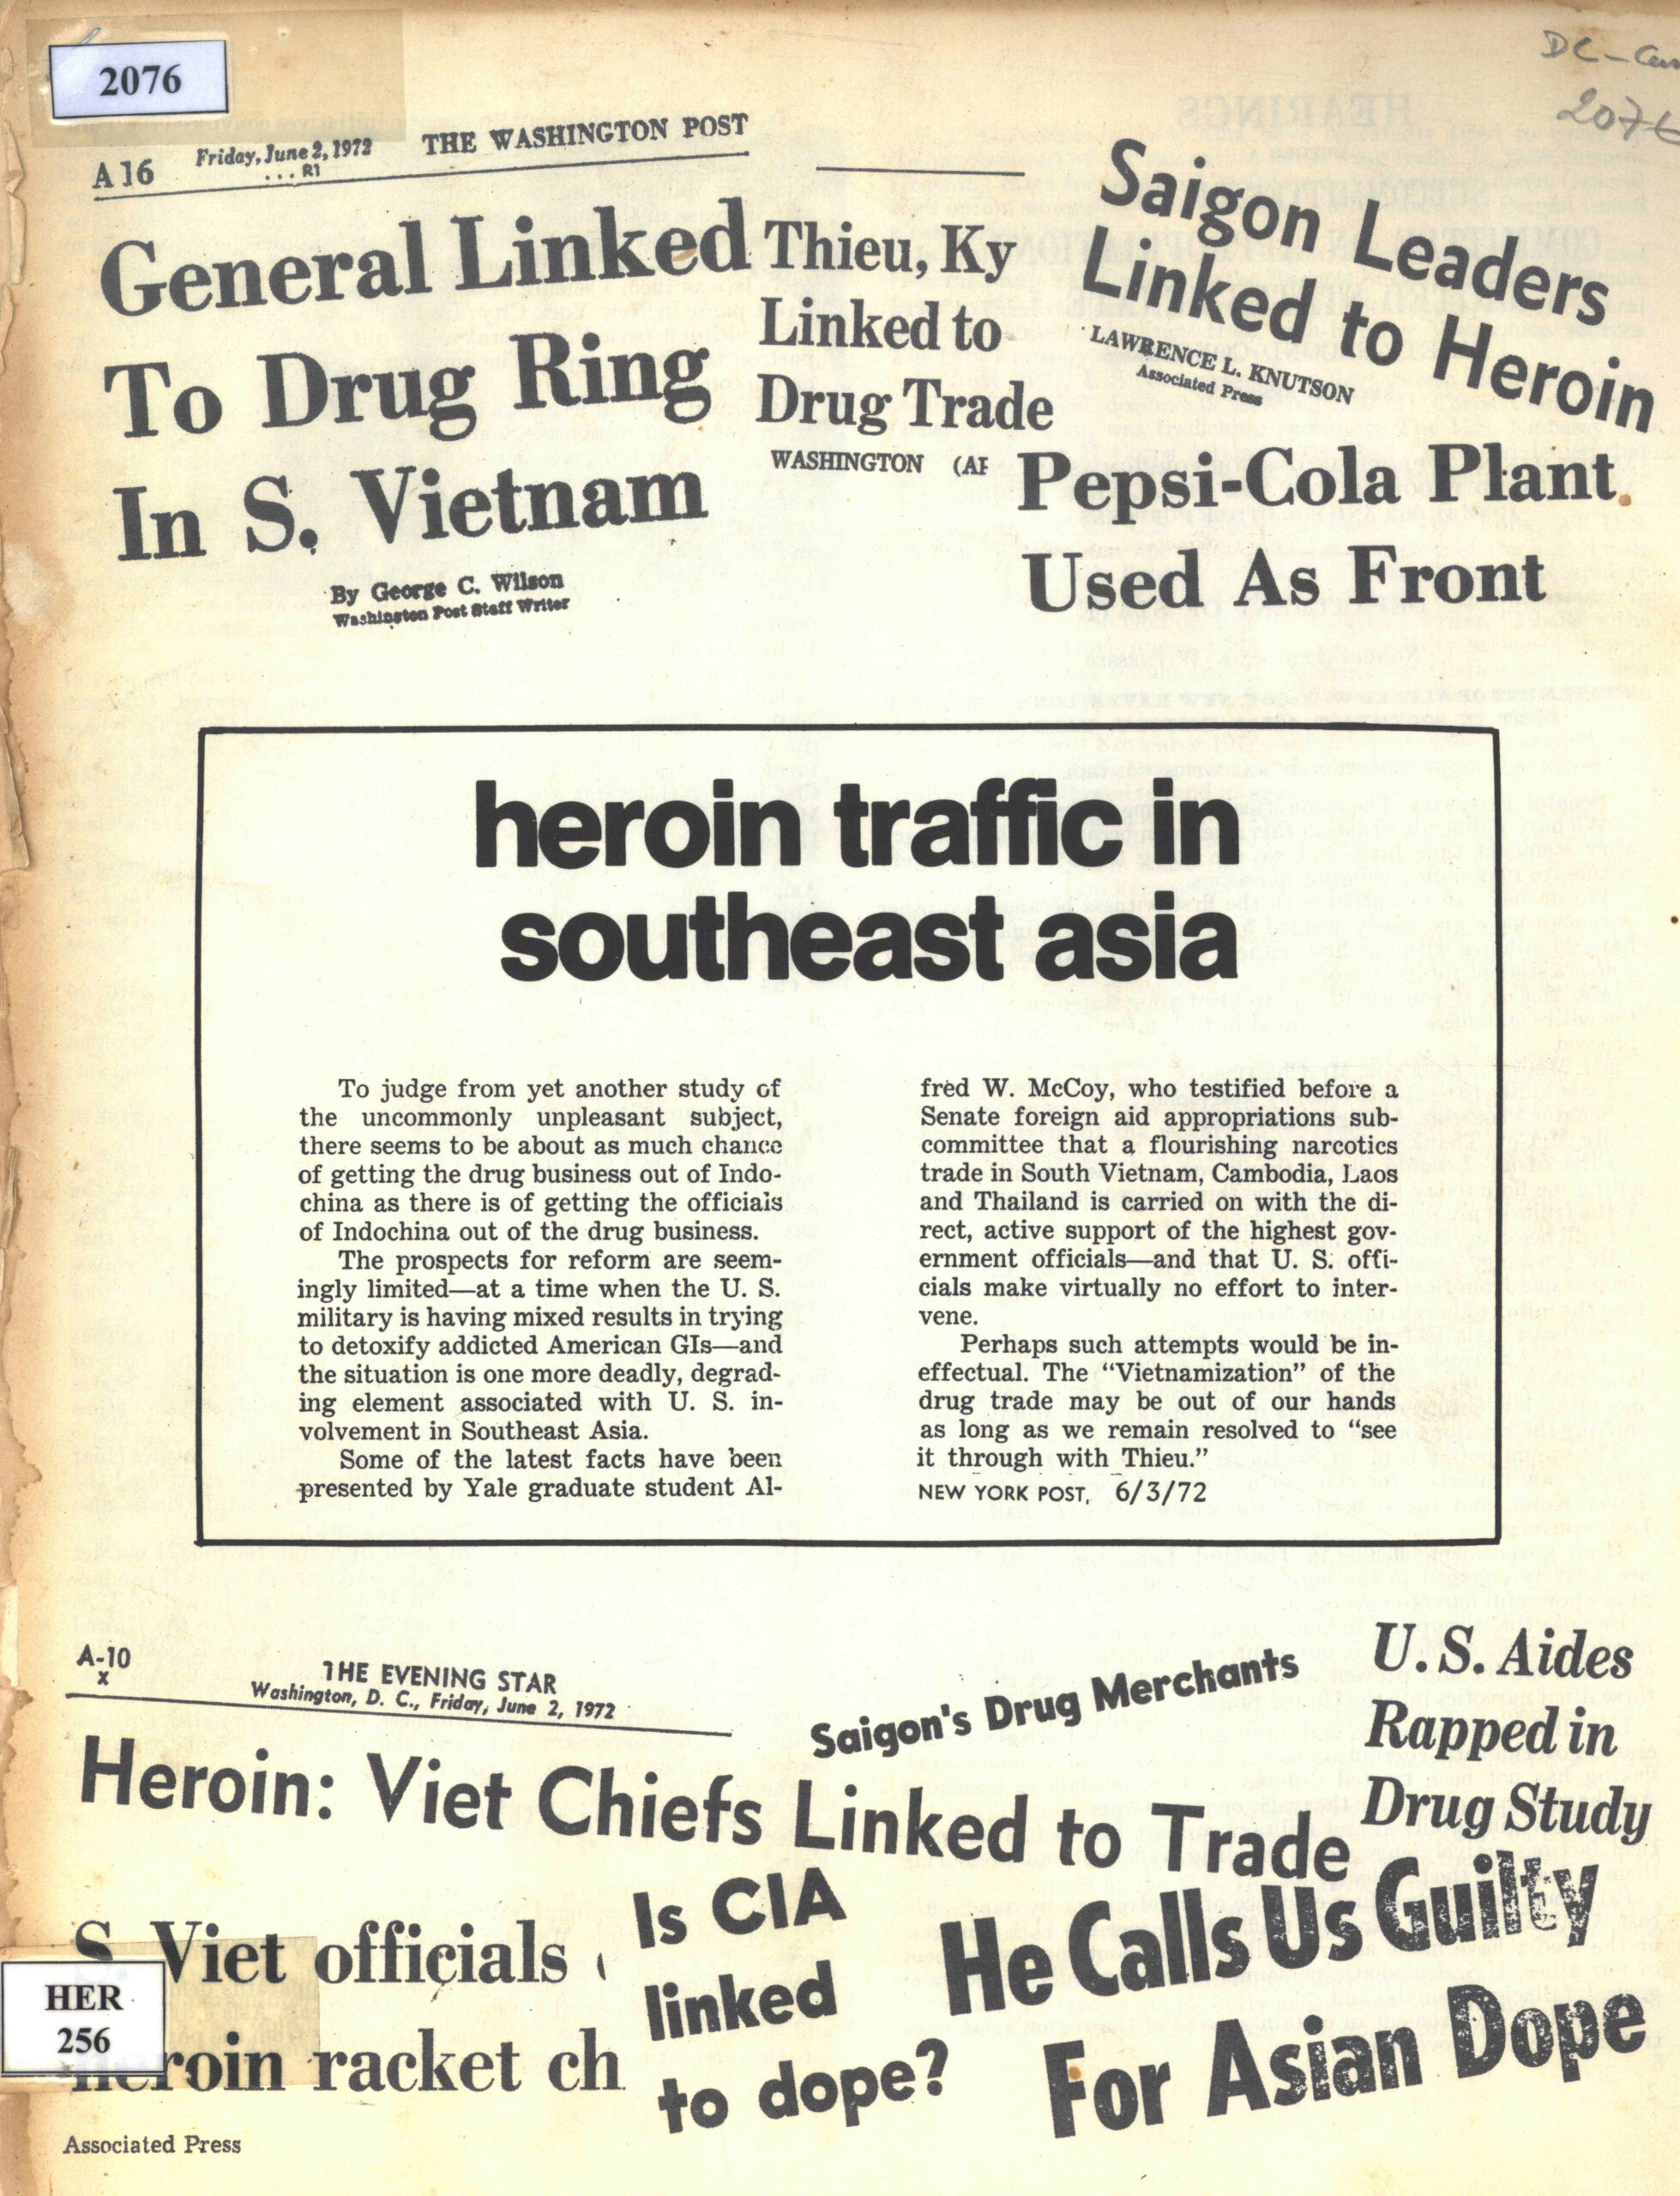 2076
DC-
A 16
Friday, June 2, 1972
... R1
THE WASHINGTON POST
General Linked
To Drug Ring
In S. Vietnam
By George C. Wilson
Washington Post Staff Writer
Thieu, Ky
Linked to
Drug Trade
WASHINGTON (AP
Saigon Leaders
Linked to Heroin
LAWRENCE L. KNUTSON
Associated Press
Pepsi-Cola Plant
Used As Front
heroin traffic in
southeast asia
To judge from yet another study of
the uncommonly unpleasant subject,
there seems to be about as much chance
of getting the drug business out of Indo-
china as there is of getting the officials
of Indochina out of the drug business.
The prospects for reform are seem-
ingly limited—at a time when the U. S.
military is having mixed results in trying
to detoxify addicted American GIs—and
the situation is one more deadly, degrad-
ing element associated with U. S. in-
volvement in Southeast Asia.
Some of the latest facts have been
presented by Yale graduate student Al-
fred W. McCoy, who testified before a
Senate foreign aid appropriations sub-
committee that a flourishing narcotics
trade in South Vietnam, Cambodia, Laos
and Thailand is carried on with the di-
rect, active support of the highest gov-
ernment officials—and that U. S. offi-
cials make virtually no effort to inter-
vene.
Perhaps such attempts would be in-
effectual. The “Vietnamization” of the
drug trade may be out of our hands
as long as we remain resolved to “see
it through with Thieu.”
NEW YORK POST, 6/3/72
A-10
x
THE EVENING STAR
Washington, D. C., Friday, June 2, 1972
Heroin: Viet Chiefs Linked to Trade
Saigon's Drug Merchants
U. S. Aides
Rapped in
Drug Study
S. Viet officials
heroin racket ch
Associated Press
HER
256
Is CIA
linked
to dope?
He Calls Us Guilty
For Asian Dope